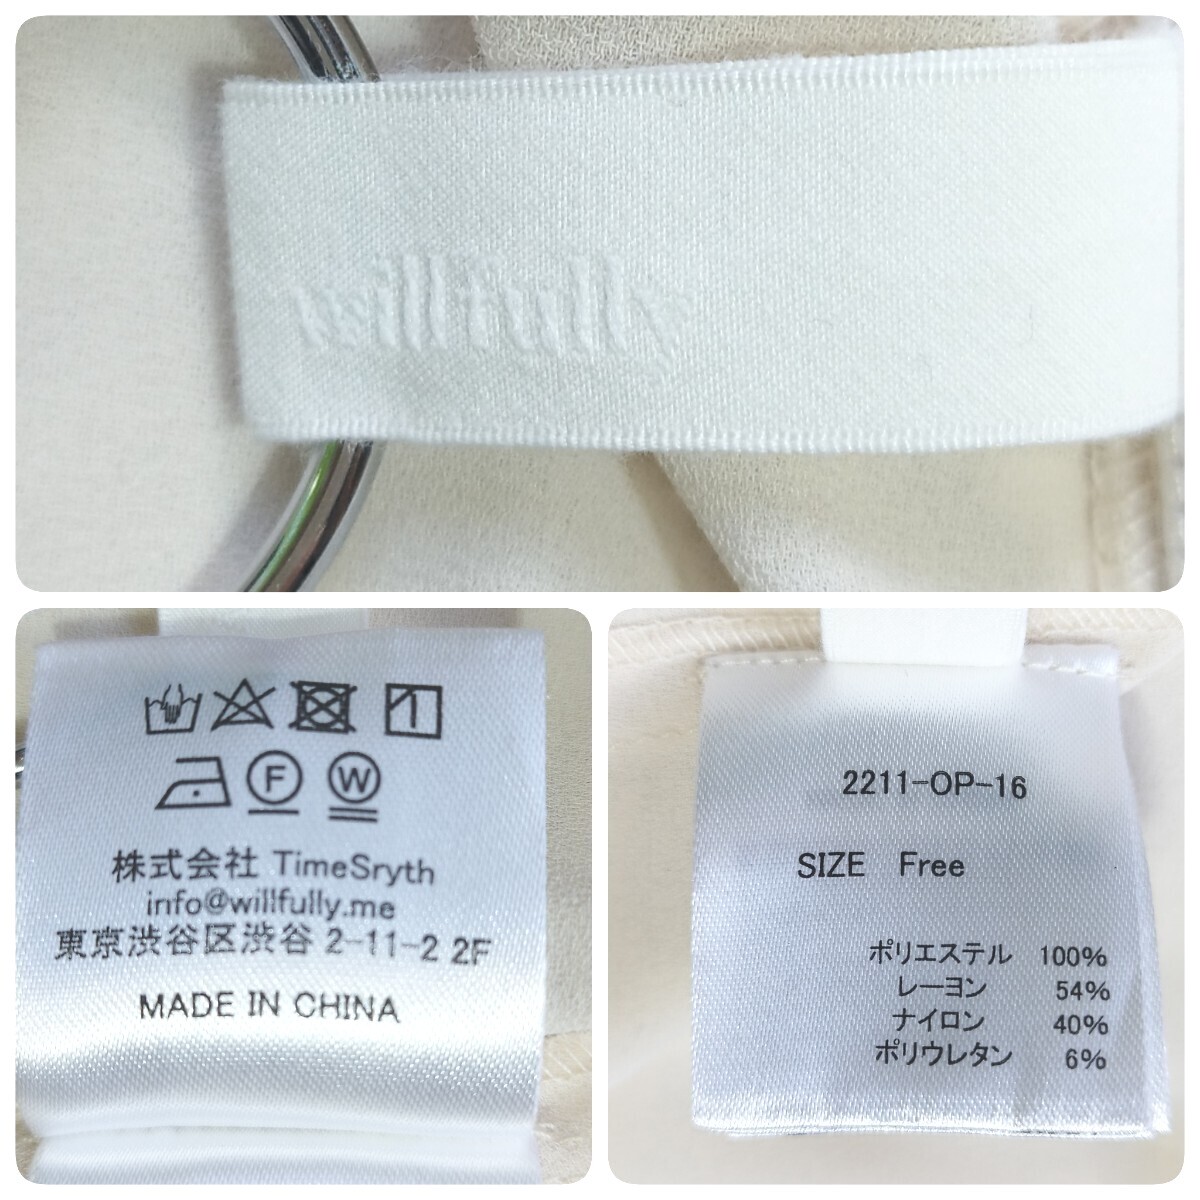 willfully
F W
株式会社 TimeSryth
info@willfully.me
東京渋谷区渋谷 2-11-2 2F
MADE IN CHINA
2211-OP-16
SIZE Free
ポリエステル 100%
レーヨン 54%
ナイロン 40%
ポリウレタン 6%